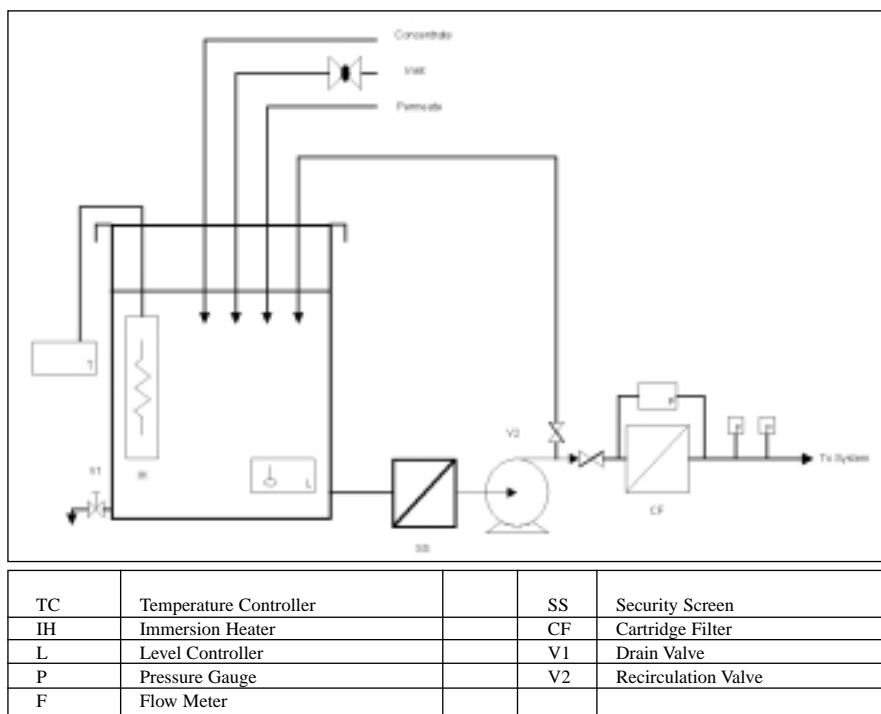 Concentrate
Inlet
Permeate
T
V2
To System
V1
IH
L
CF
SS
TC Temperature Controller SS Security Screen
IH Immersion Heater CF Cartridge Filter
L Level Controller V1 Drain Valve
P Pressure Gauge V2 Recirculation Valve
F Flow Meter